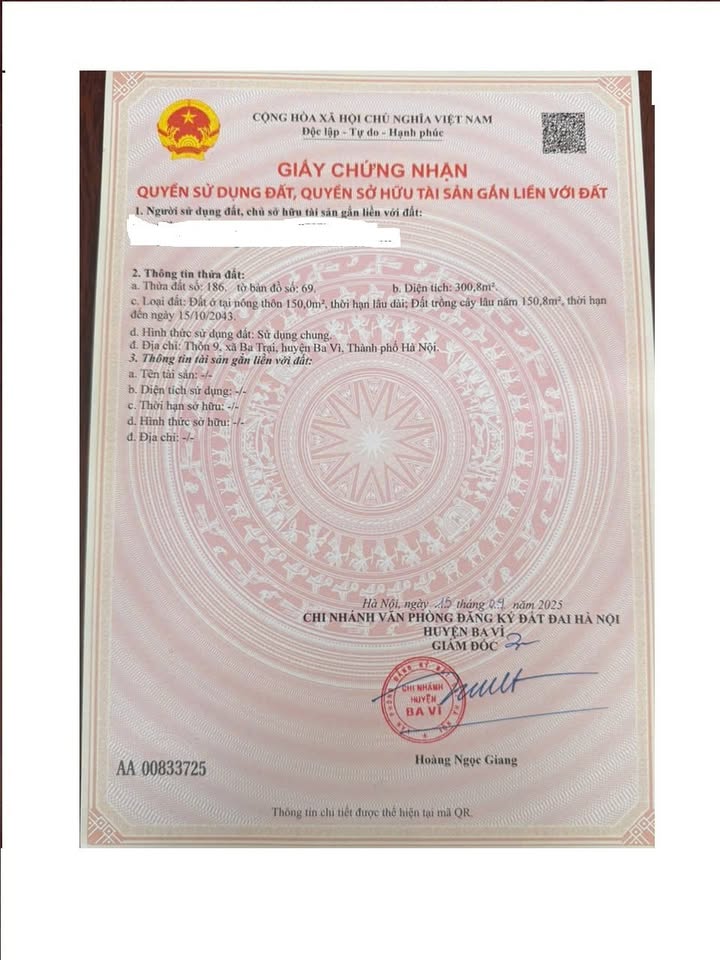 CỘNG HÒA XÃ HỘI CHỦ NGHĨA VIỆT NAM
Độc lập - Tự do - Hạnh phúc
GIẤY CHỨNG NHẬN
QUYỀN SỬ DỤNG ĐẤT, QUYỀN SỞ HỮU TÀI SẢN GẮN LIỀN VỚI ĐẤT
1. Người sử dụng đất, chủ sở hữu tài sản gắn liền với đất:
2. Thông tin thửa đất:
a. Thửa đất số: 186. tờ bản đồ số: 69. b. Diện tích: 300,8m².
c. Loại đất: Đất ở tại nông thôn 150,0m², thời hạn lâu dài; Đất trồng cây lâu năm 150,8m², thời hạn
đến ngày 15/10/2043.
d. Hình thức sử dụng đất: Sử dụng chung.
đ. Địa chỉ: Thôn 9, xã Ba Trại, huyện Ba Vì, Thành phố Hà Nội.
3. Thông tin tài sản gắn liền với đất:
a. Tên tài sản: -/-
b. Diện tích sử dụng: -/-
c. Thời hạn sở hữu: -/-
d. Hình thức sở hữu: -/-
đ. Địa chỉ: -/-
Hà Nội, ngày 15 tháng 04 năm 2025
CHI NHÁNH VĂN PHÒNG ĐĂNG KÝ ĐẤT ĐAI HÀ NỘI
HUYỆN BA VÌ
GIÁM ĐỐC
CHI NHÁNH
HUYỆN
BA VÌ
Hoàng Ngọc Giang
AA 00833725
Thông tin chi tiết được thể hiện tại mã QR.